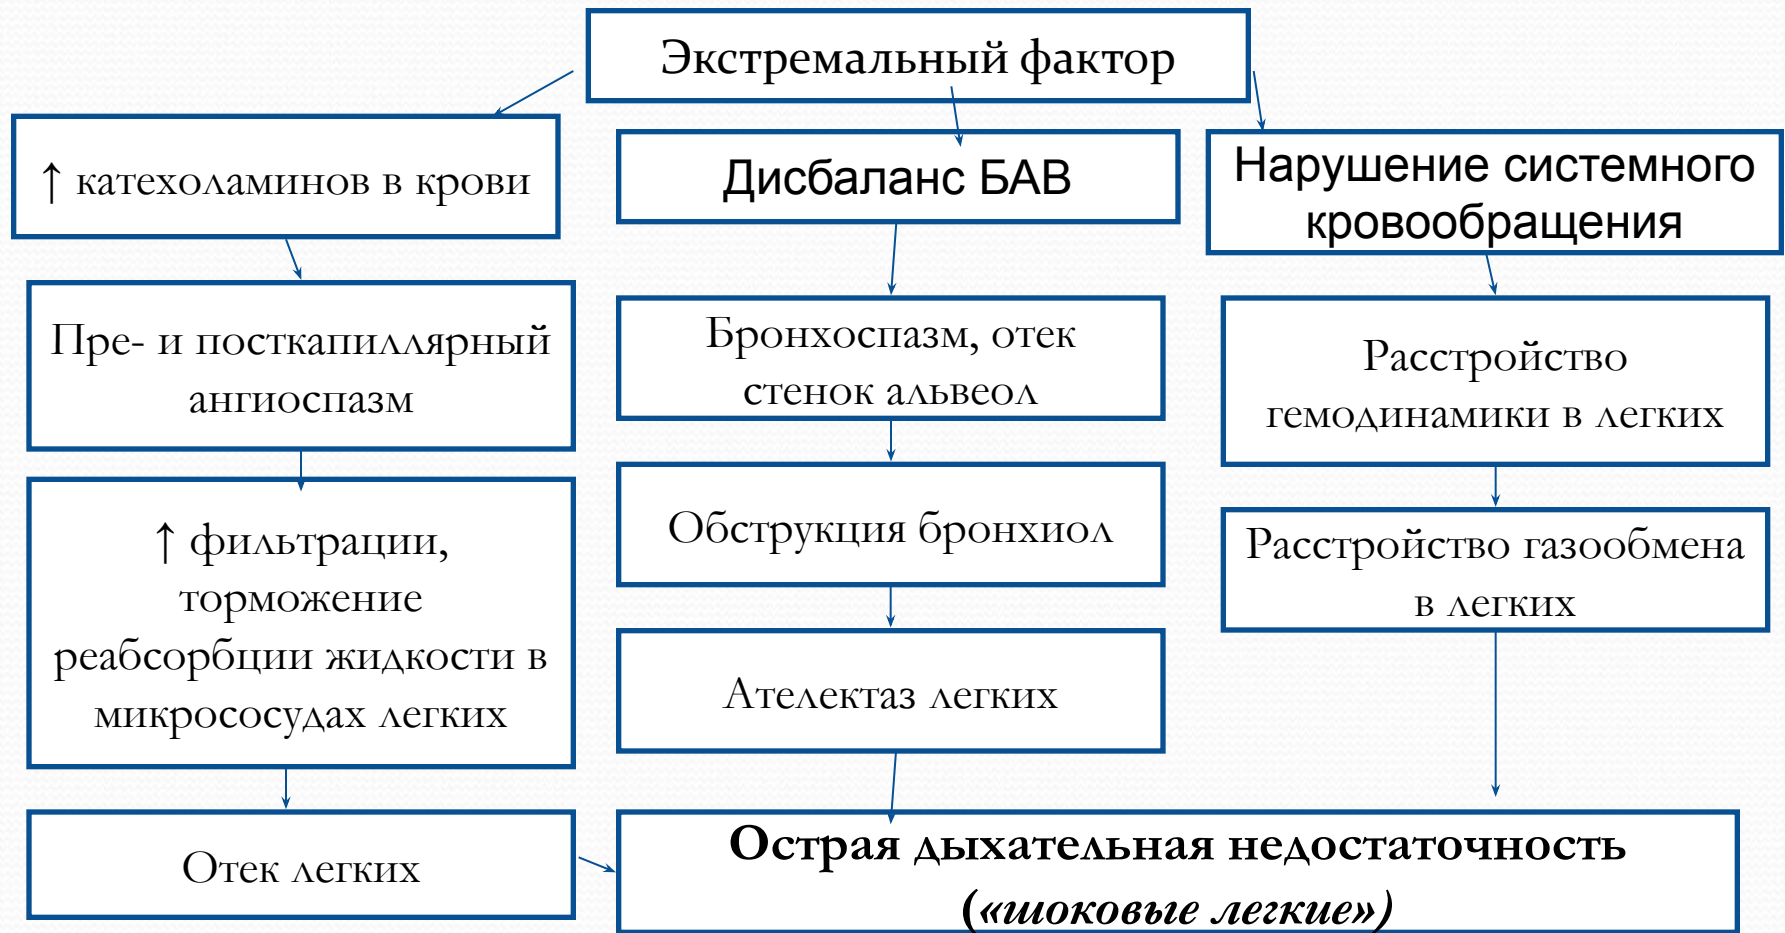 Экстремальный фактор
↑ катехоламинов в крови
Дисбаланс БАВ
Нарушение системного
кровообращения
Пре- и посткапиллярный
ангиоспазм
Бронхоспазм, отек
стенок альвеол
Расстройство
гемодинамики в легких
↑ фильтрации,
торможение
реабсорбции жидкости в
микрососудах легких
Обструкция бронхиол
Расстройство газообмена
в легких
Ателектаз легких
Отек легких
Острая дыхательная недостаточность
(«шоковые легкие»)